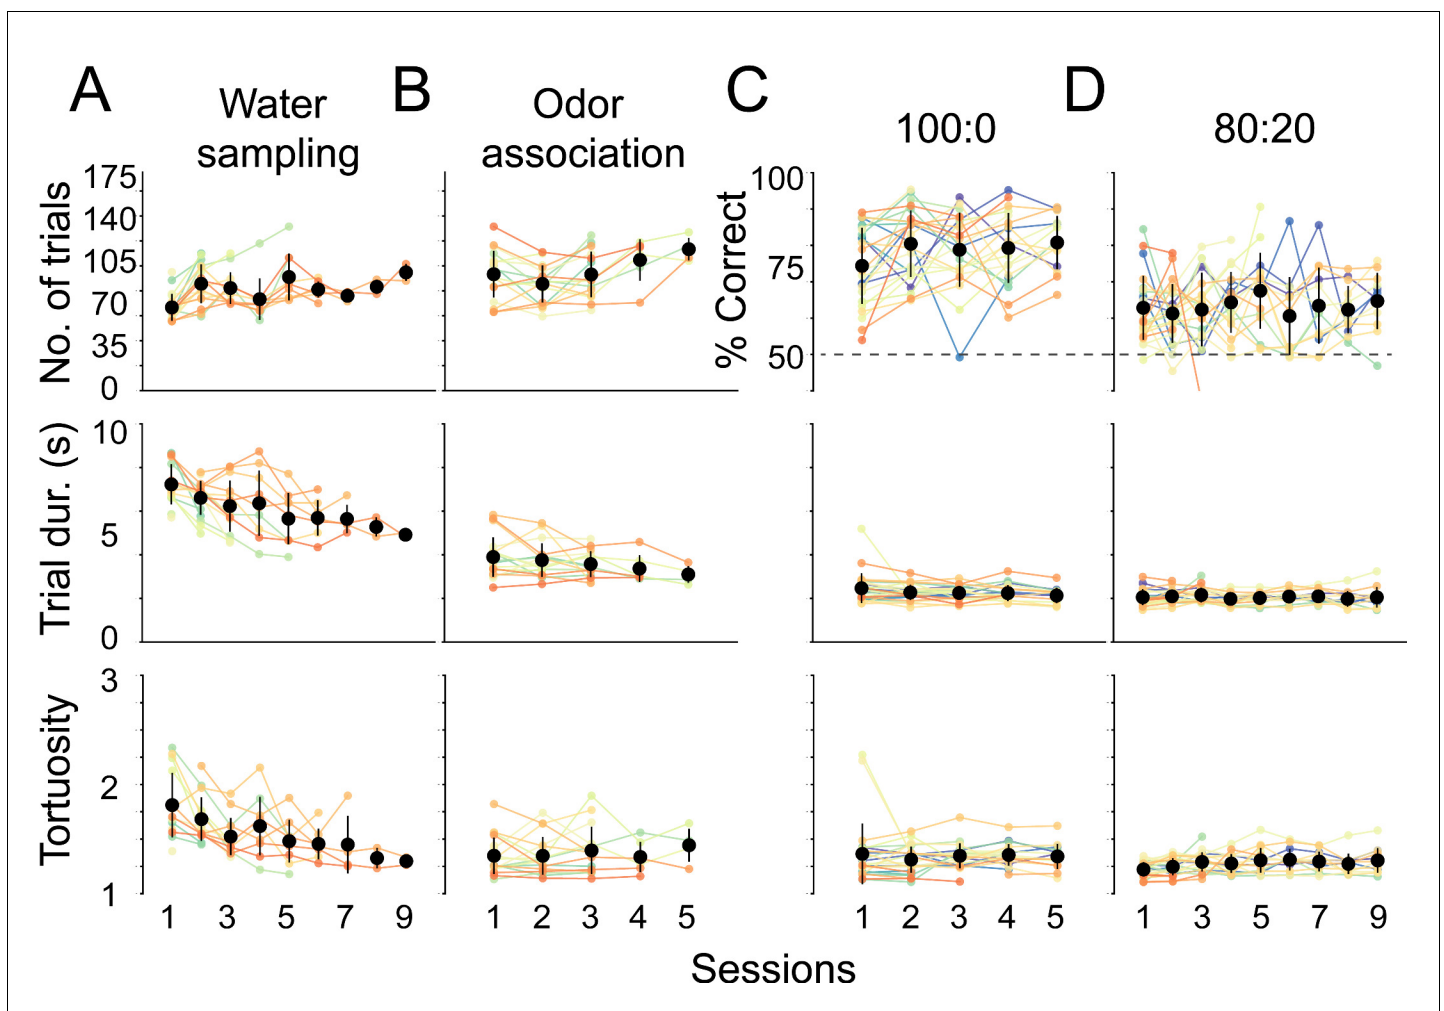 A
Water
sampling
B
Odor
association
C
100:0
D
80:20
No. of trials
175
140
105
70
35
0
% Correct
100
75
50
Trial dur. (s)
10
5
0
Tortuosity
3
2
1
1 3 5 7 9
1 2 3 4 5
1 2 3 4 5
1 3 5 7 9
Sessions